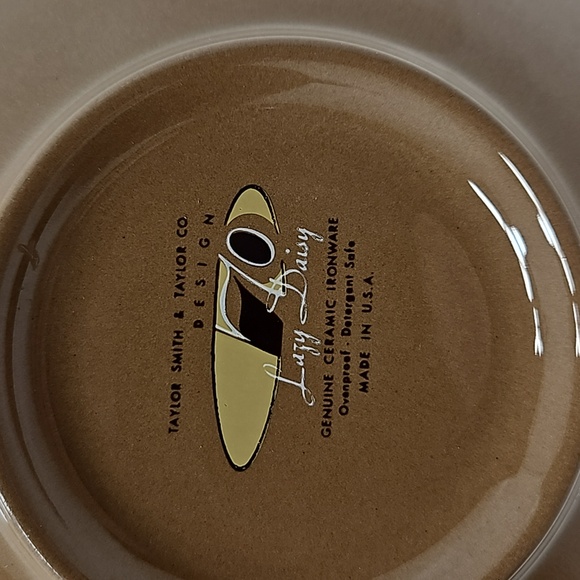 TAYLOR SMITH & TAYLOR CO.
DESIGN
70
Lazy Daisy
GENUINE CERAMIC IRONWARE
Ovenproof - Detergent Safe
MADE IN U.S.A.